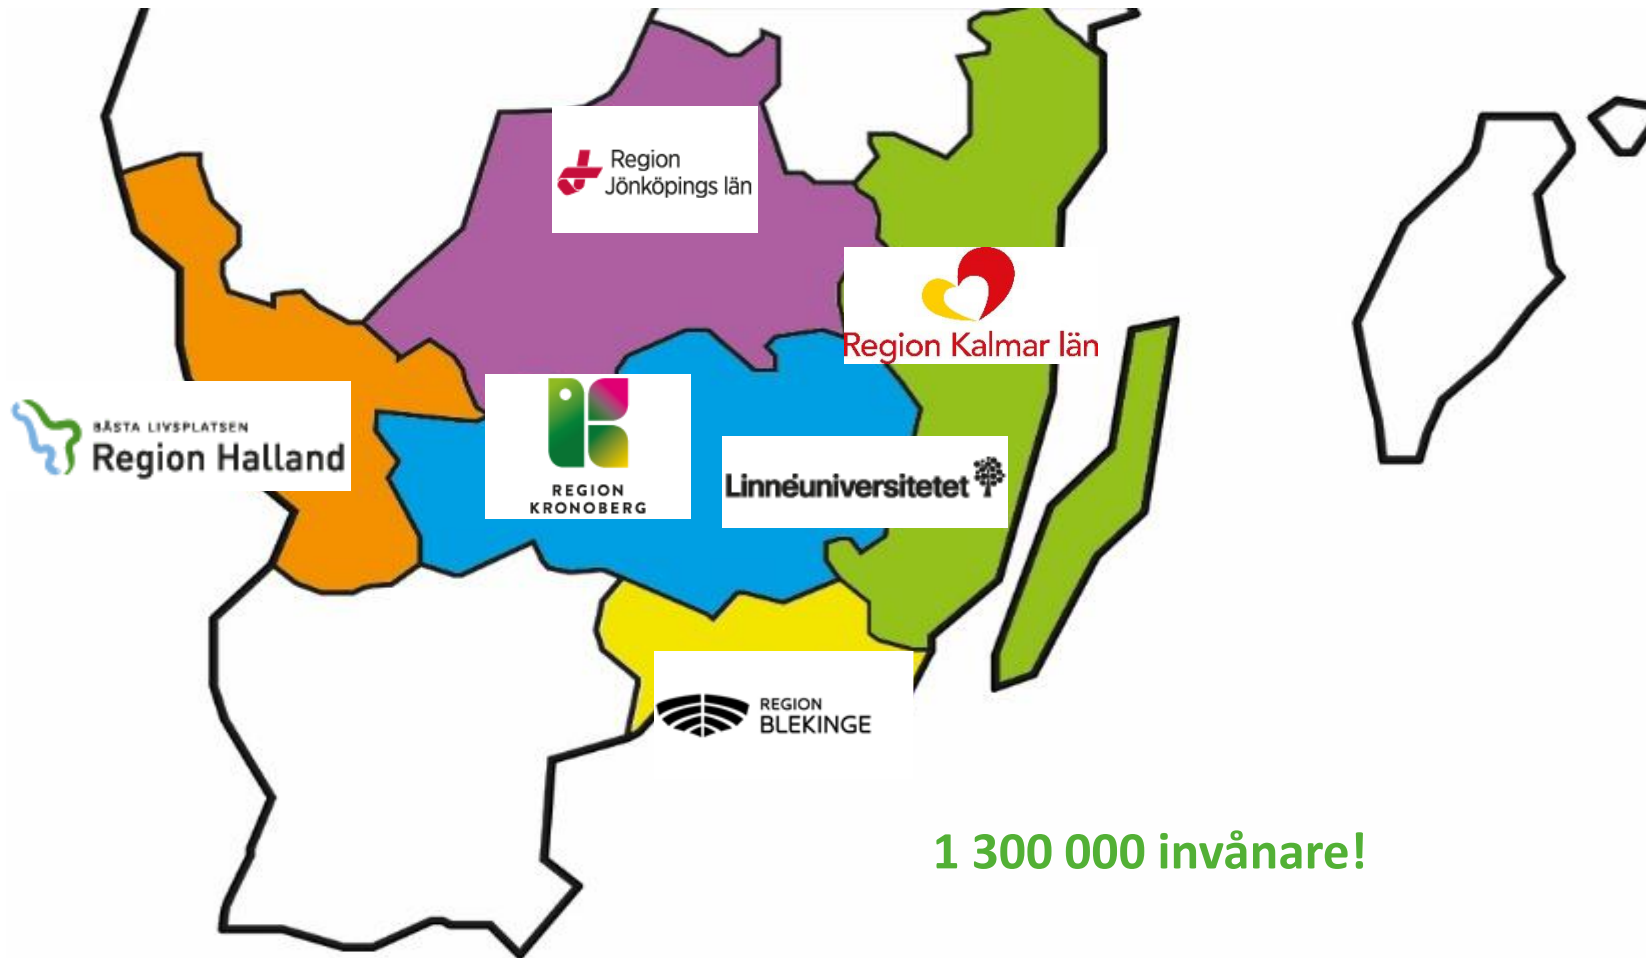 Region
Jönköpings län
Region Kalmar län
BÄSTA LIVSPLATSEN
Region Halland
REGION
KRONOBERG
Linnéuniversitetet
REGION
BLEKINGE
1 300 000 invånare!